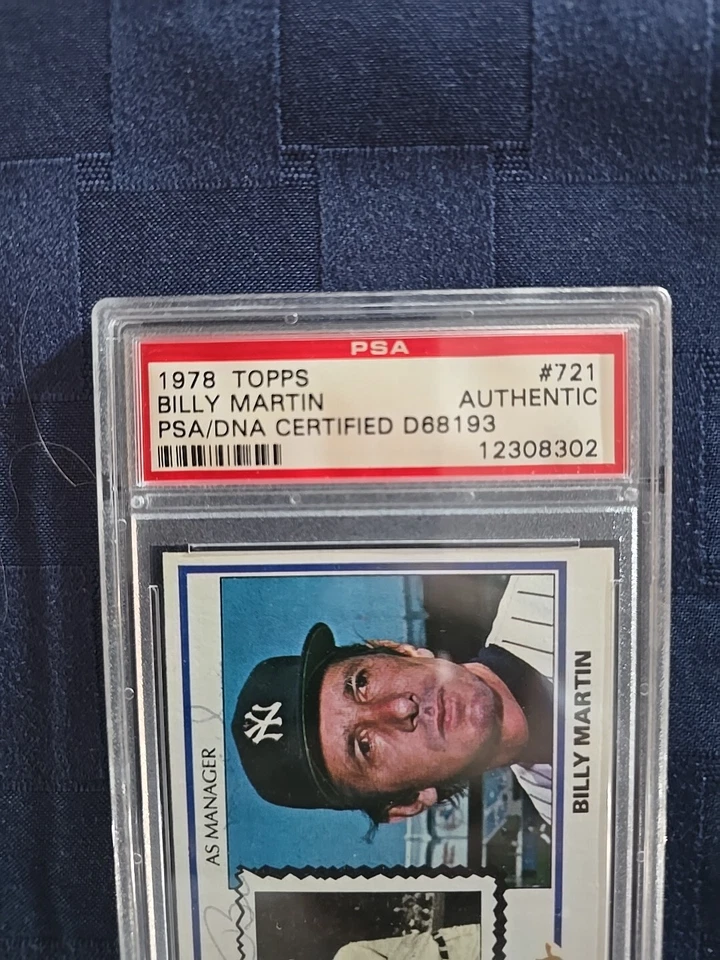 PSA
1978 TOPPS #721
BILLY MARTIN AUTHENTIC
PSA/DNA CERTIFIED D68193
12308302
NY
AS MANAGER
BILLY MARTIN